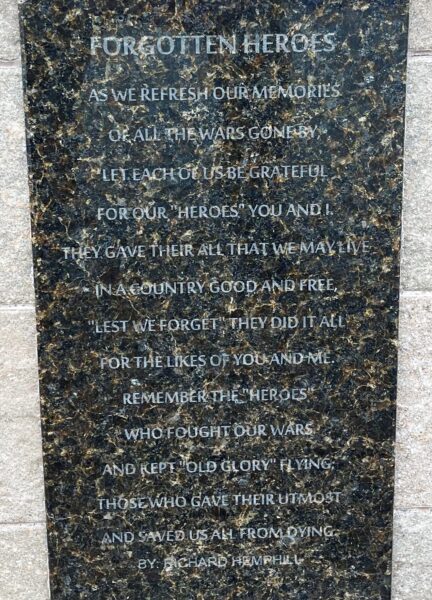 FORGOTTEN HEROES
AS WE REFRESH OUR MEMORIES
OF ALL THE WARS GONE BY,
LET EACH OF US BE GRATEFUL
FOR OUR "HEROES," YOU AND I.
THEY GAVE THEIR ALL THAT WE MAY LIVE
IN A COUNTRY GOOD AND FREE,
"LEST WE FORGET", THEY DID IT ALL
FOR THE LIKES OF YOU AND ME.
REMEMBER THE "HEROES"
WHO FOUGHT OUR WARS
AND KEPT "OLD GLORY" FLYING;
THOSE WHO GAVE THEIR UTMOST
AND SAVED US ALL FROM DYING.
BY: RICHARD HEMPHILL